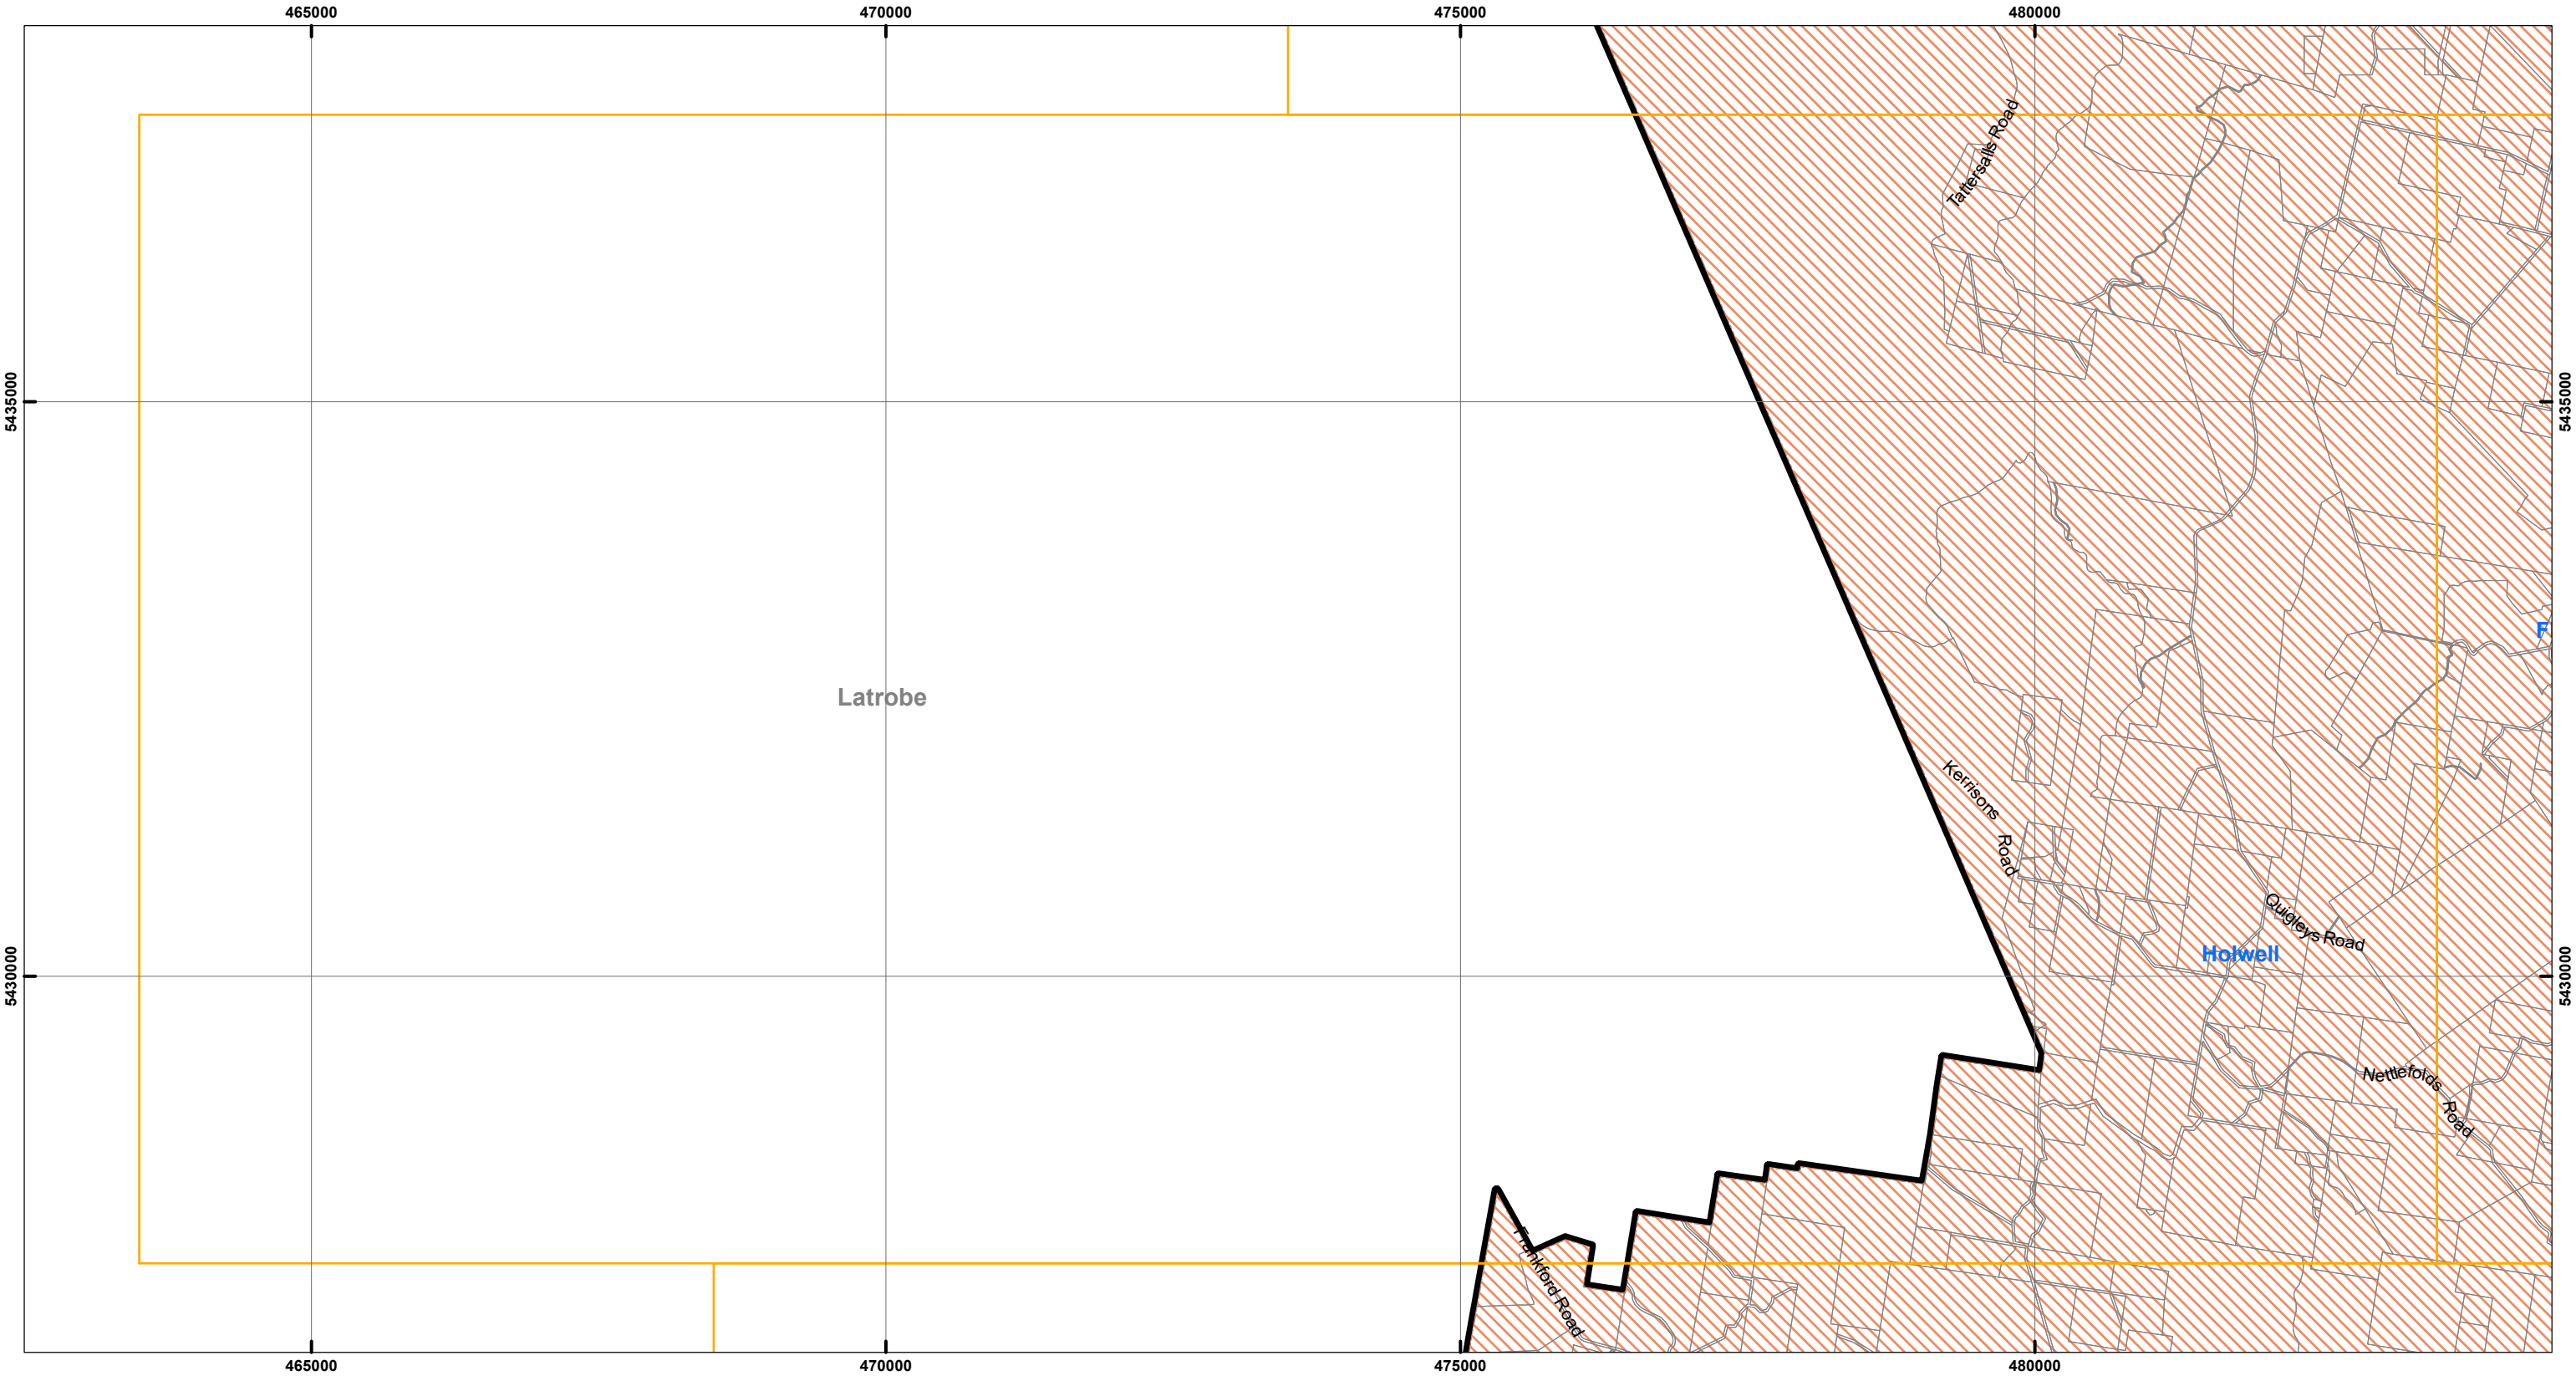 465000 470000 475000 480000
Tattersalls Road
5435000 5435000
F
Latrobe
Kerrisons Road
Quigleys Road
Holwell
5430000 5430000
Nettlefolds Road
Frankford Road
465000 470000 475000 480000